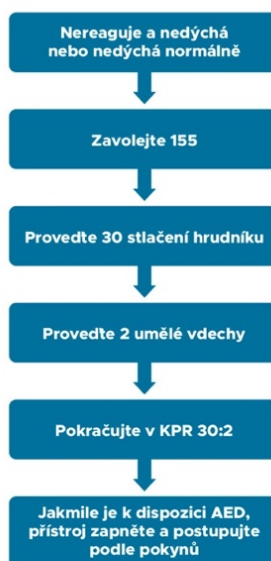 Nereaguje a nedýchá
nebo nedýchá normálně
Zavolejte 155
Proveďte 30 stlačení hrudníku
Proveďte 2 umělé vdechy
Pokračujte v KPR 30:2
Jakmile je k dispozici AED,
přístroj zapněte a postupujte
podle pokynů